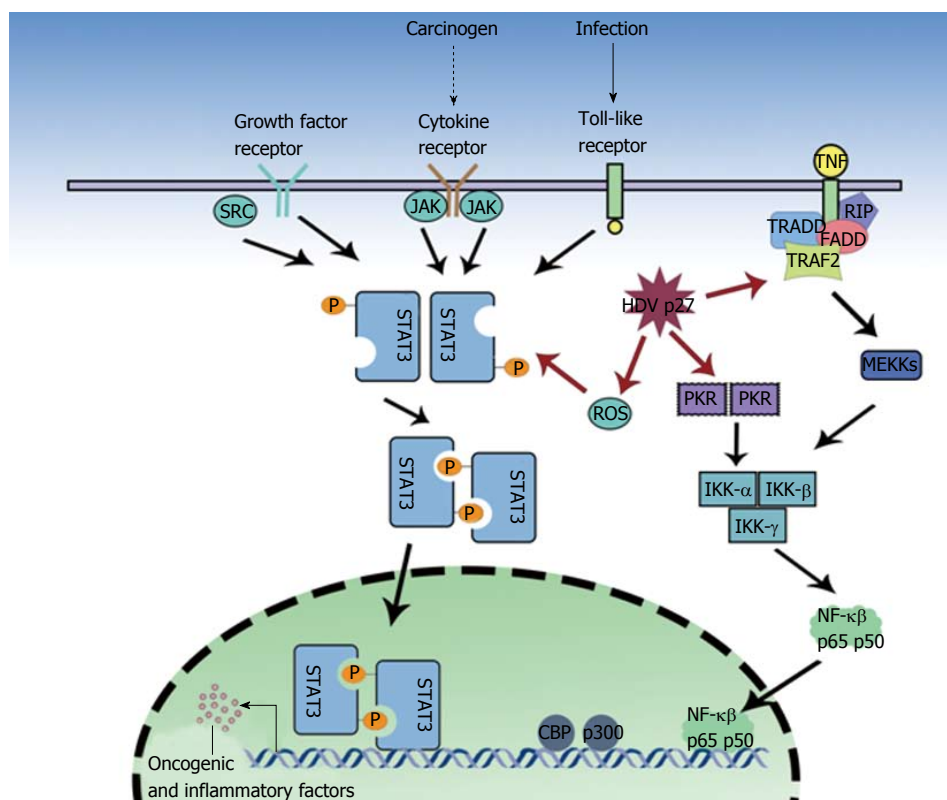 Carcinogen
Infection
Growth factor
receptor
Cytokine
receptor
Toll-like
receptor
TNF
SRC
JAK
JAK
TRADD
RIP
FADD
TRAF2
P
STAT3
STAT3
P
HDV p27
MEKKs
ROS
PKR
PKR
STAT3
P
P
STAT3
IKK-α
IKK-β
IKK-γ
NF-κβ
p65 p50
STAT3
P
P
STAT3
CBP
p300
NF-κβ
p65 p50
Oncogenic
and inflammatory factors